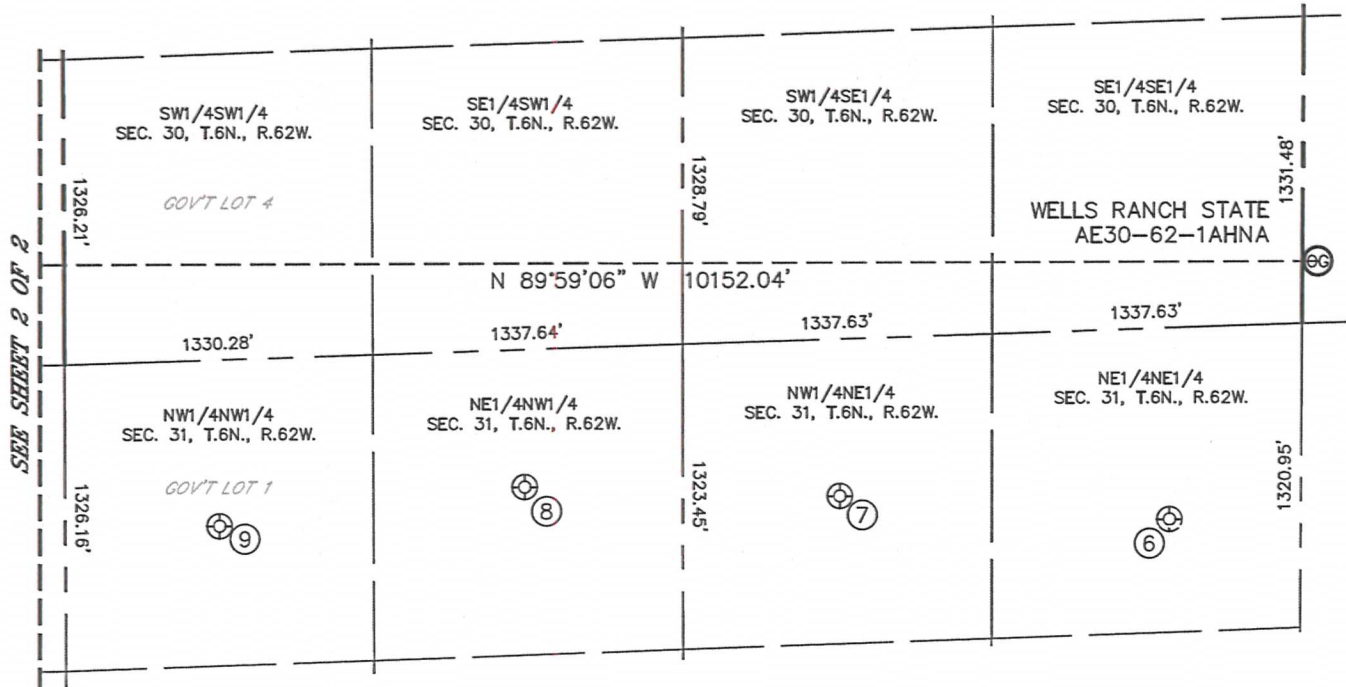 SW1/4SW1/4
SEC. 30, T.6N., R.62W.
GOV'T LOT 4
SE1/4SW1/4
SEC. 30, T.6N., R.62W.
SW1/4SE1/4
SEC. 30, T.6N., R.62W.
SE1/4SE1/4
SEC. 30, T.6N., R.62W.
1326.21'
1328.79'
1331.48'
WELLS RANCH STATE
AE30-62-1AHNA
SEE SHEET 2 OF 2
N 89°59'06" W 10152.04'
1330.28'
1337.64'
1337.63'
1337.63'
NW1/4NW1/4
SEC. 31, T.6N., R.62W.
GOV'T LOT 1
NE1/4NW1/4
SEC. 31, T.6N., R.62W.
NW1/4NE1/4
SEC. 31, T.6N., R.62W.
NE1/4NE1/4
SEC. 31, T.6N., R.62W.
1326.16'
1323.45'
1320.95'
9
8
7
6